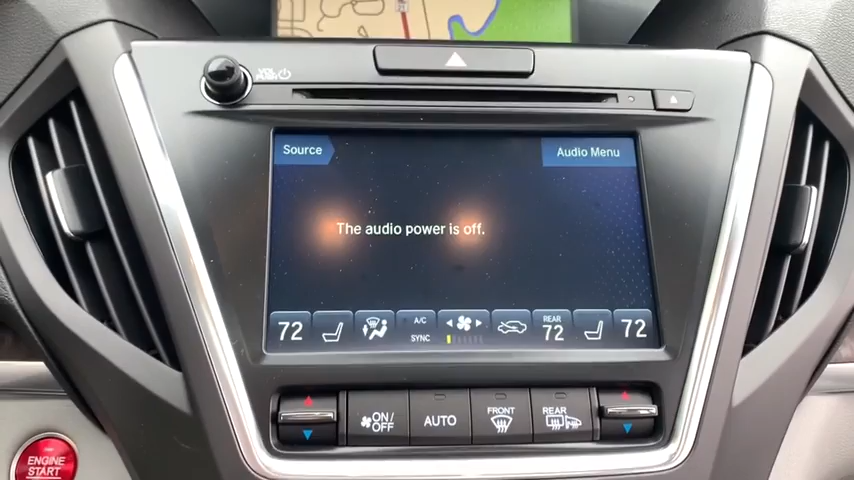 VOL
PUSH
Source
Audio Menu
The audio power is off.
72
A/C
SYNC
REAR
72
72
ON/
OFF
AUTO
FRONT
REAR
ENGINE
START